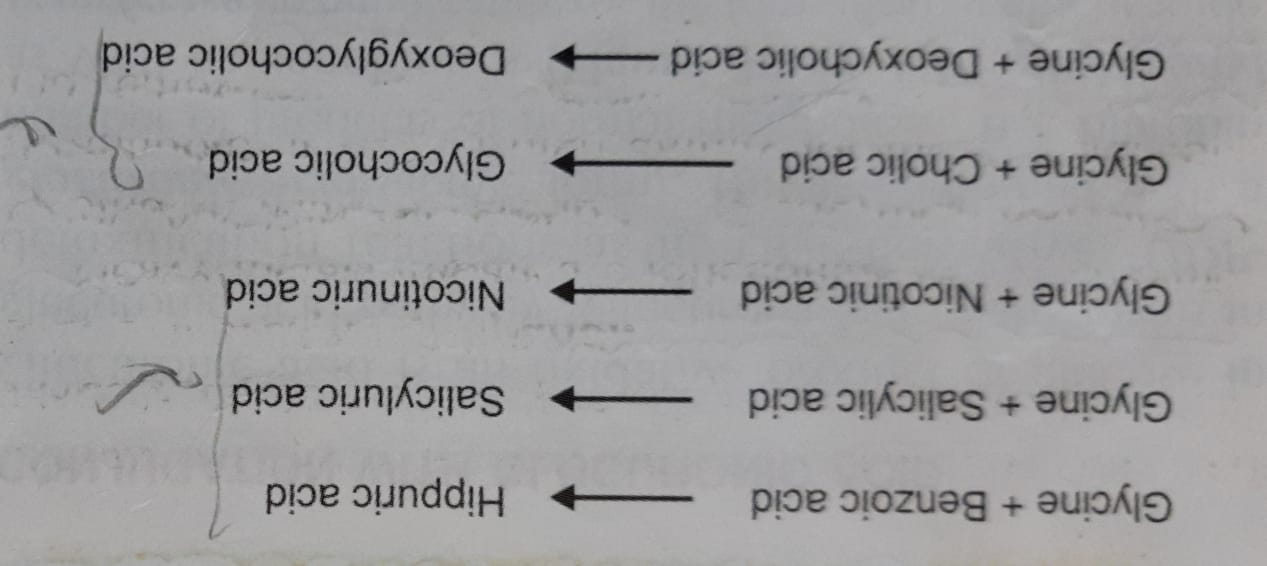 Glycine + Benzoic acid ⟶ Hippuric acid
Glycine + Salicylic acid ⟶ Salicyluric acid
Glycine + Nicotinic acid ⟶ Nicotinuric acid
Glycine + Cholic acid ⟶ Glycocholic acid
Glycine + Deoxycholic acid ⟶ Deoxyglycocholic acid